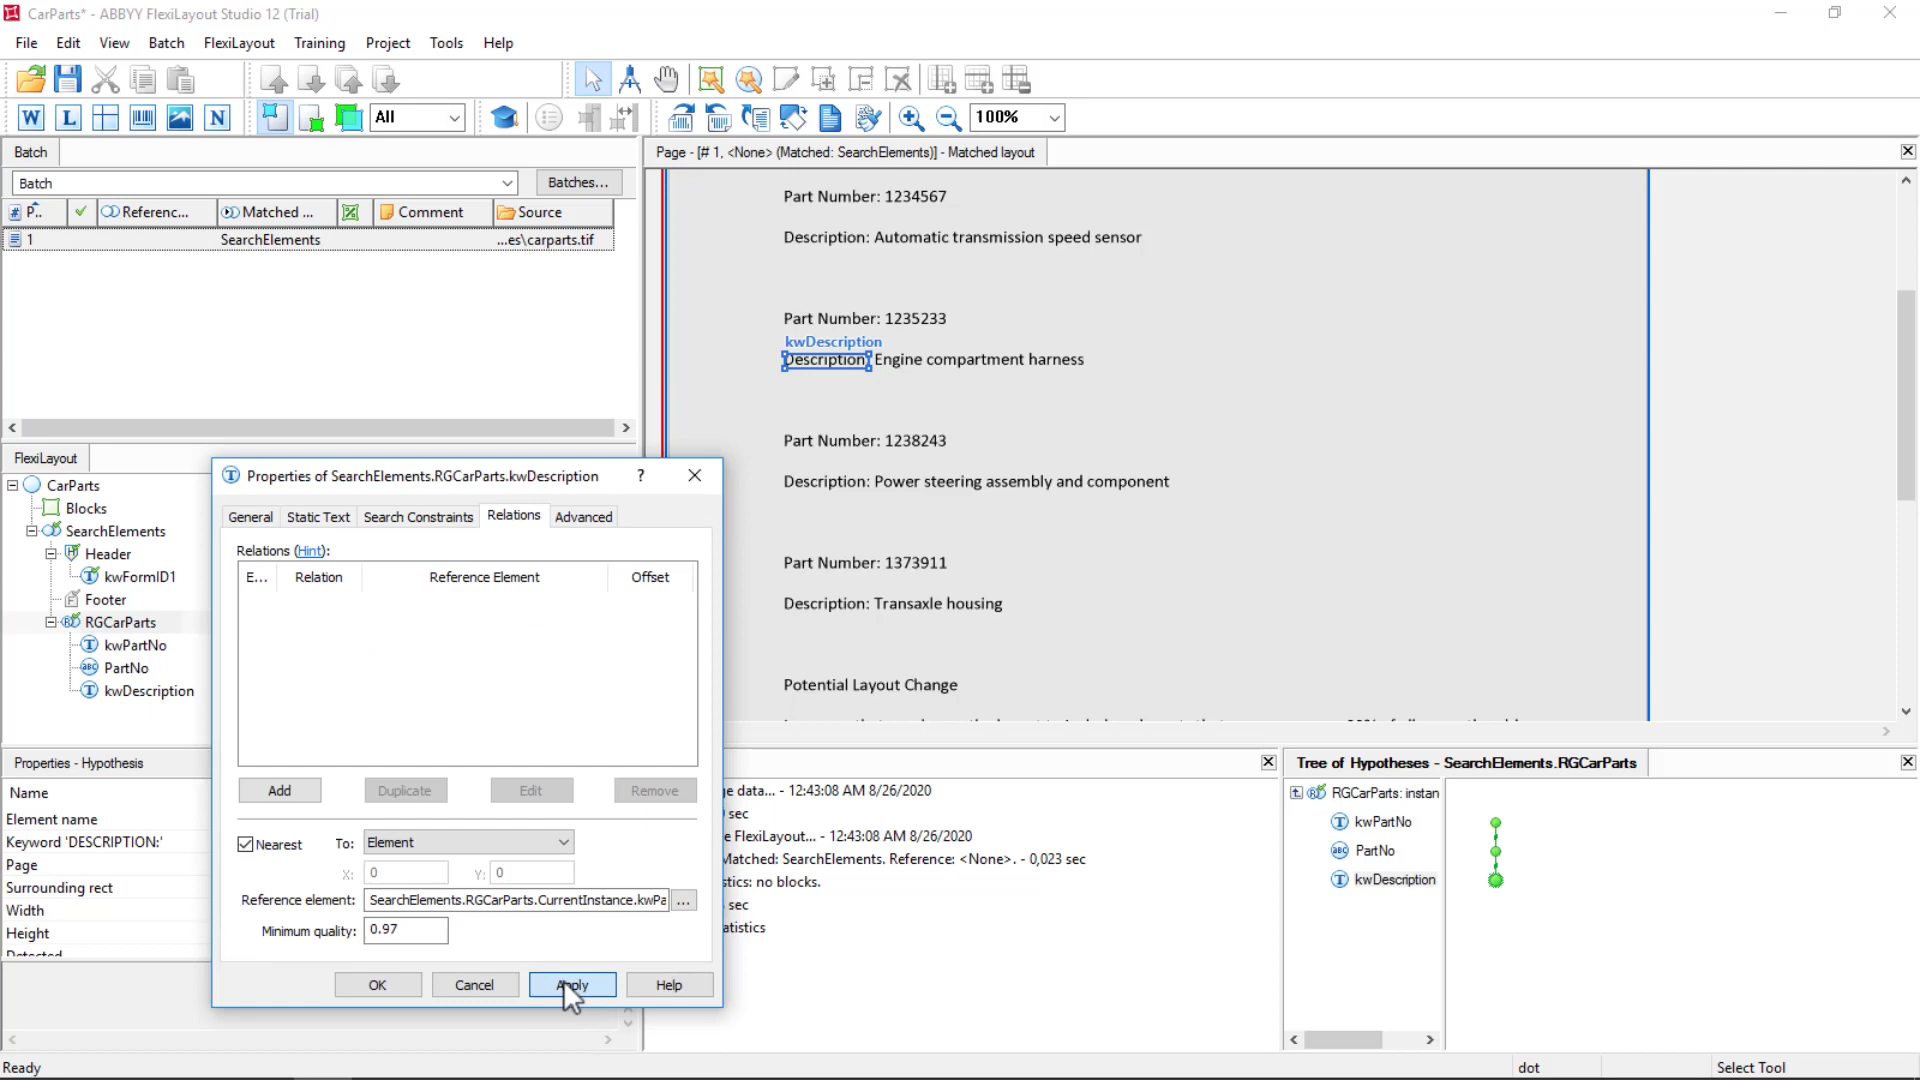 CarParts* - ABBYY FlexiLayout Studio 12 (Trial)
File Edit View Batch FlexiLayout Training Project Tools Help
W L N All 100%
Batch
Page - [# 1, <None> (Matched: SearchElements)] - Matched layout
Batch Batches...
# P.. Referenc... Matched ... Comment Source
1 SearchElements ...es\carparts.tif
Part Number: 1234567
Description: Automatic transmission speed sensor
Part Number: 1235233
kwDescription
Description: Engine compartment harness
Part Number: 1238243
Description: Power steering assembly and component
Part Number: 1373911
Description: Transaxle housing
Potential Layout Change
FlexiLayout
CarParts
Blocks
SearchElements
Header
kwFormID1
Footer
RGCarParts
kwPartNo
PartNo
kwDescription
Properties of SearchElements.RGCarParts.kwDescription ?
General Static Text Search Constraints Relations Advanced
Relations (Hint):
E... Relation Reference Element Offset
Add Duplicate Edit Remove
Nearest To: Element
X: 0 Y: 0
Reference element: SearchElements.RGCarParts.CurrentInstance.kwPa ...
Minimum quality: 0.97
OK Cancel Apply Help
Properties - Hypothesis
Name
Element name
Keyword 'DESCRIPTION:'
Page
Surrounding rect
Width
Height
Detected
ge data... - 12:43:08 AM 8/26/2020
sec
e FlexiLayout... - 12:43:08 AM 8/26/2020
Matched: SearchElements. Reference: <None>. - 0,023 sec
stics: no blocks.
sec
atistics
Tree of Hypotheses - SearchElements.RGCarParts
RGCarParts: instan
kwPartNo
PartNo
kwDescription
Ready dot Select Tool